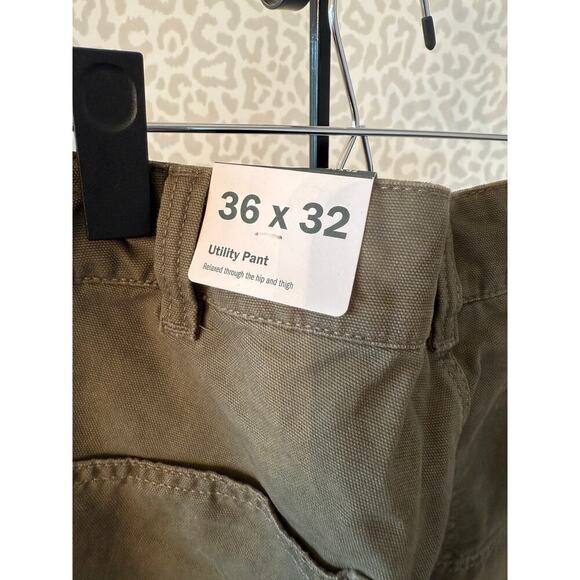 36 x 32
Utility Pant
Relaxed through the hip and thigh